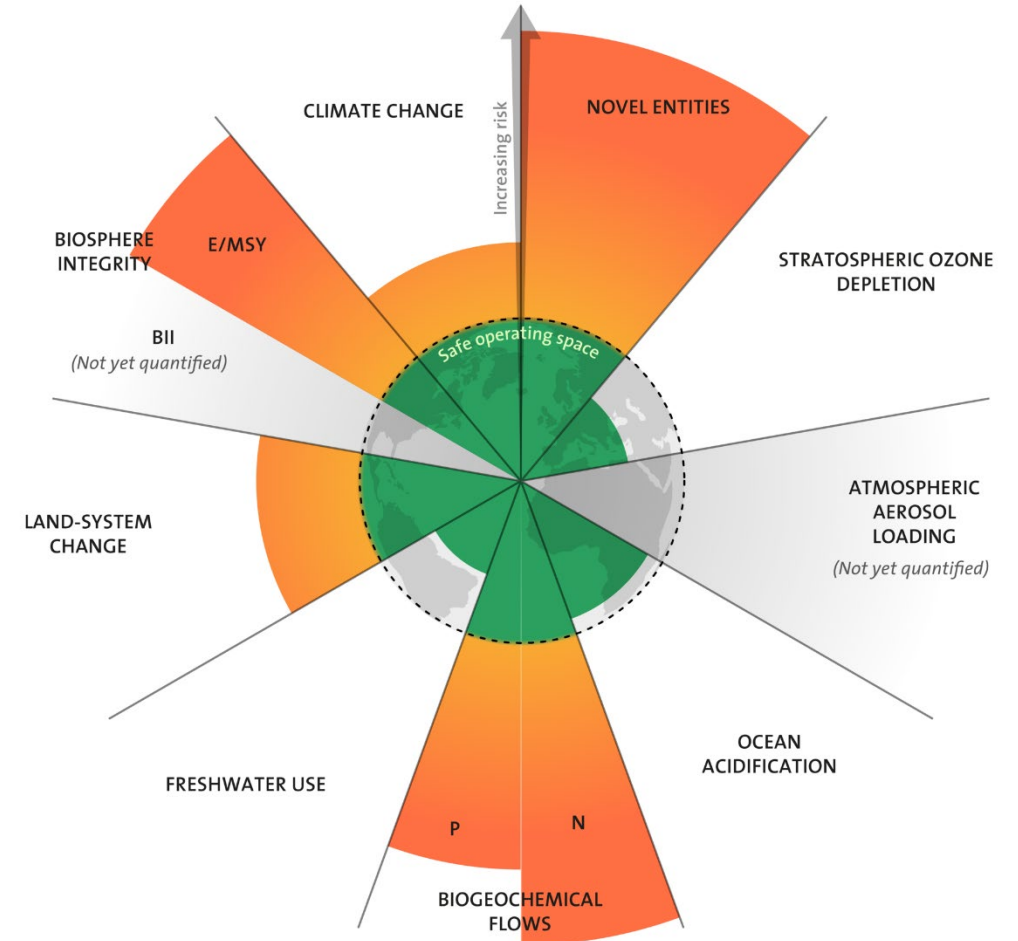 CLIMATE CHANGE
NOVEL ENTITIES
Increasing risk
BIOSPHERE
INTEGRITY
E/MSY
STRATOSPHERIC OZONE
DEPLETION
BII
(Not yet quantified)
Safe operating space
LAND-SYSTEM
CHANGE
ATMOSPHERIC
AEROSOL
LOADING
(Not yet quantified)
FRESHWATER USE
P
N
OCEAN
ACIDIFICATION
BIOGEOCHEMICAL
FLOWS